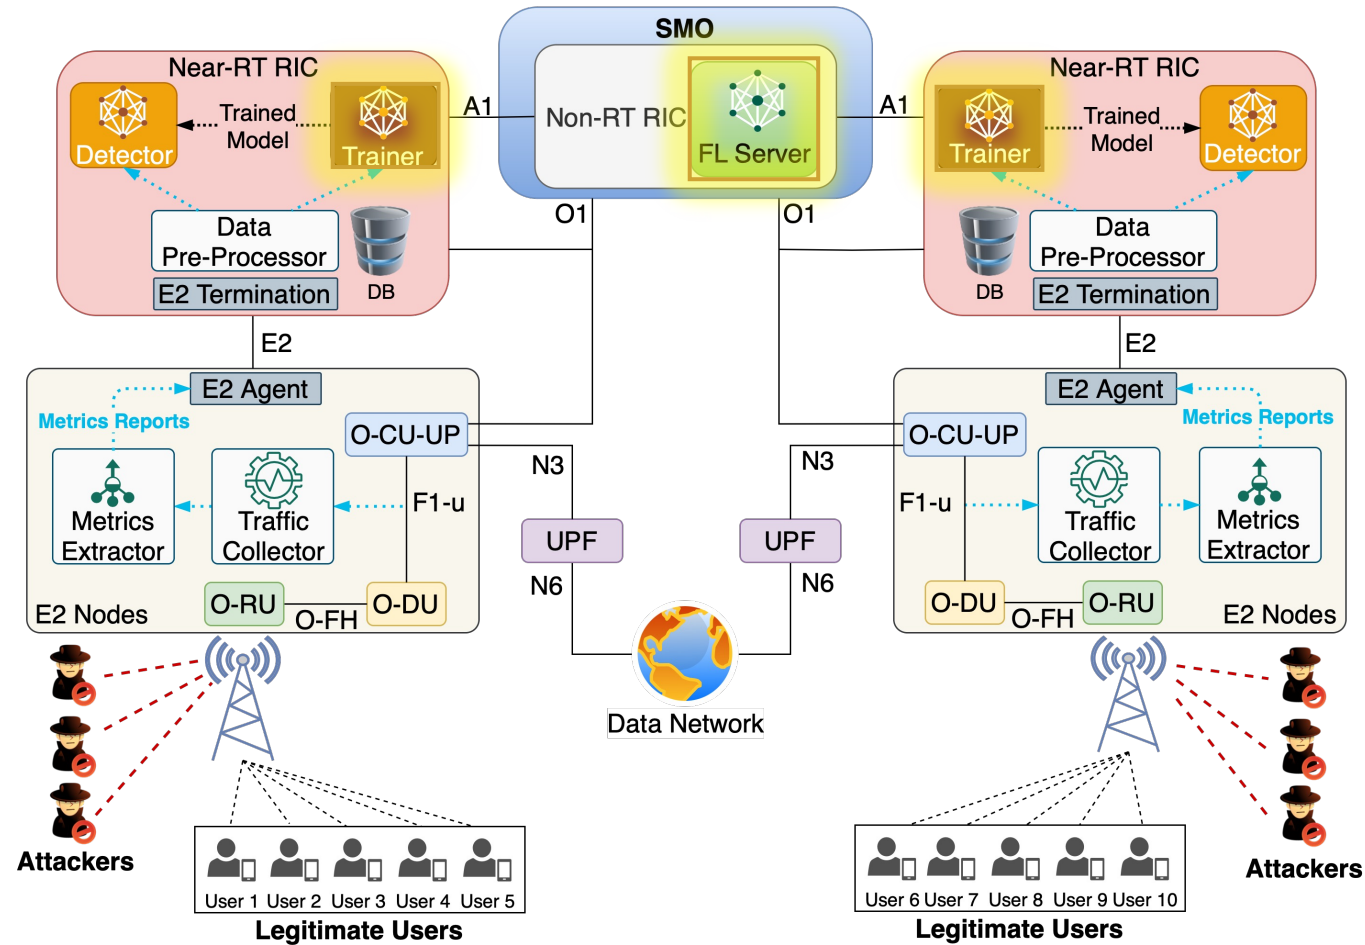 SMO
Near-RT RIC
Detector
Trained
Model
Trainer
A1
Non-RT RIC
FL Server
A1
Near-RT RIC
Trainer
Trained
Model
Detector
Data
Pre-Processor
E2 Termination
DB
O1
O1
DB
Data
Pre-Processor
E2 Termination
E2
E2
E2 Agent
Metrics Reports
O-CU-UP
Metrics
Extractor
Traffic
Collector
F1-u
O-RU
O-FH
O-DU
E2 Nodes
N3
UPF
N6
N3
UPF
N6
Data Network
E2 Agent
Metrics Reports
O-CU-UP
F1-u
Traffic
Collector
Metrics
Extractor
O-DU
O-FH
O-RU
E2 Nodes
Attackers
User 1
User 2
User 3
User 4
User 5
Legitimate Users
User 6
User 7
User 8
User 9
User 10
Legitimate Users
Attackers